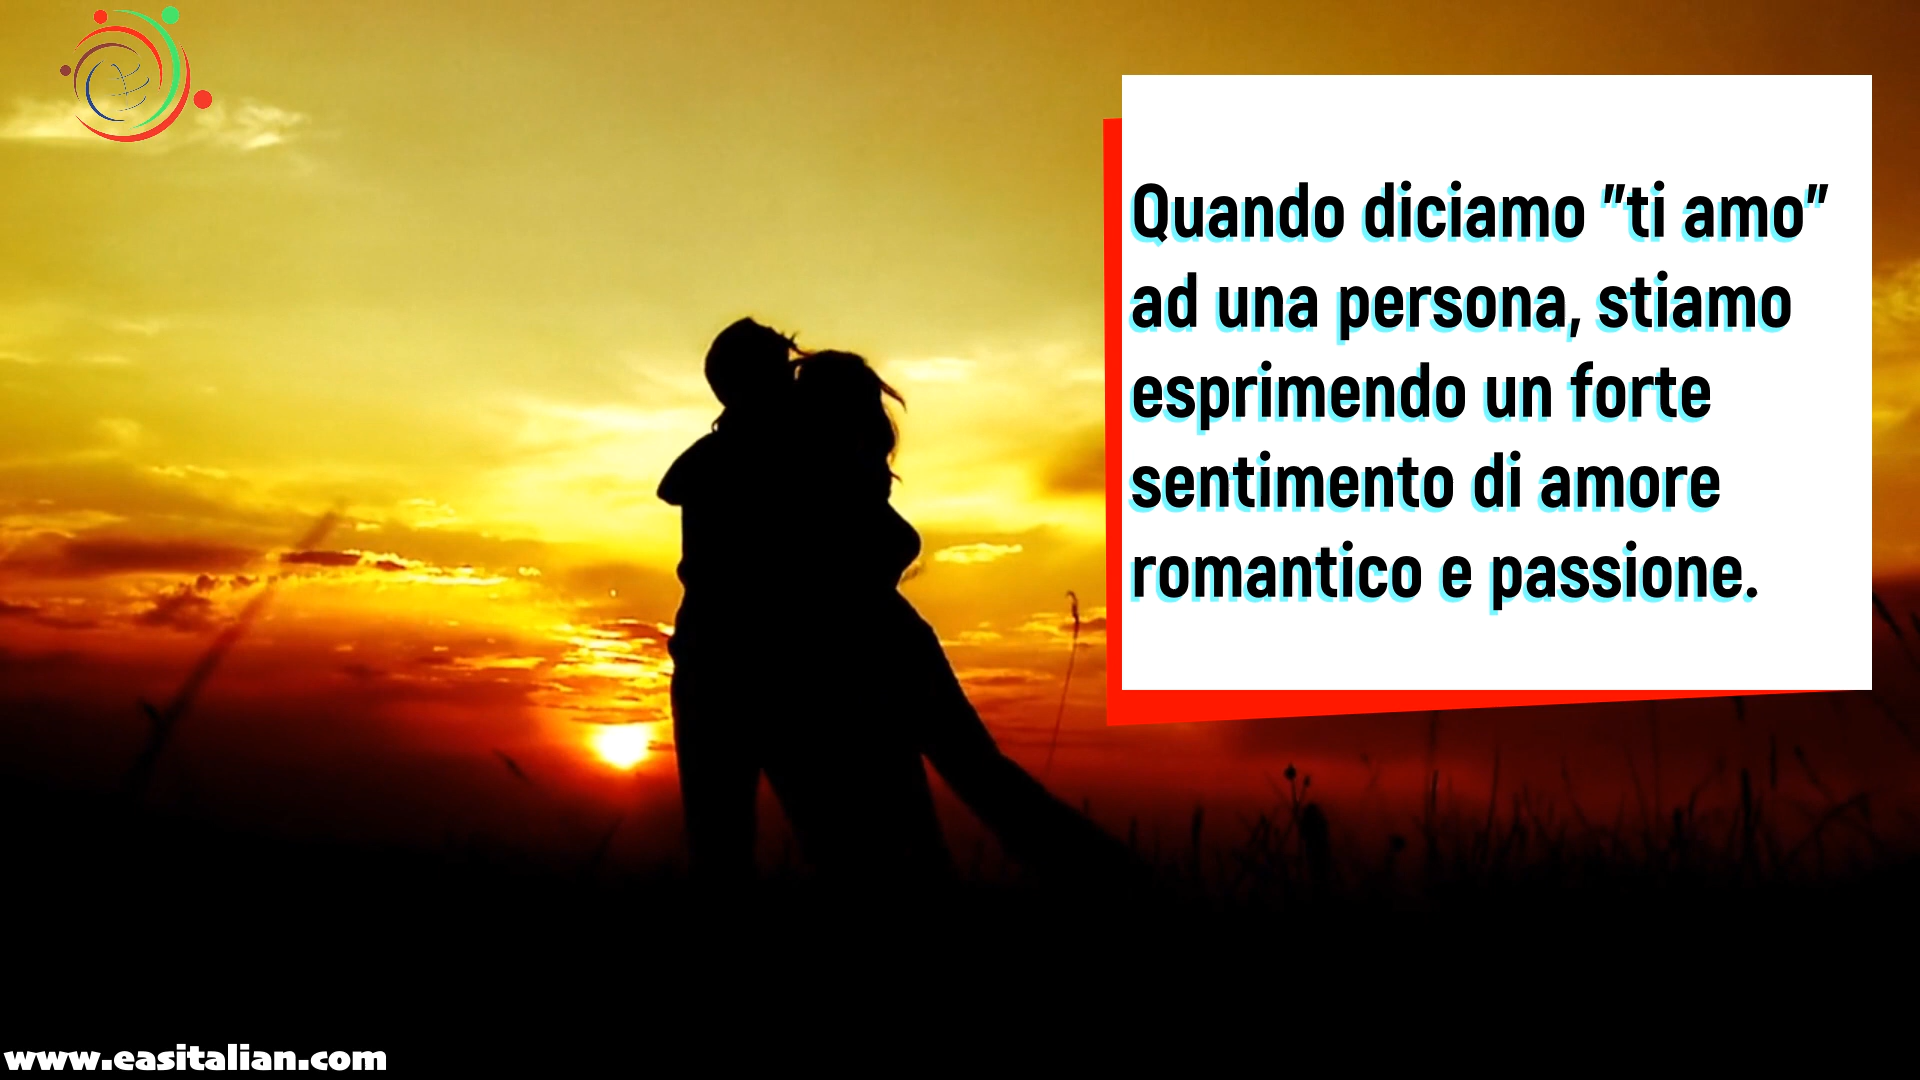 Quando diciamo "ti amo"
ad una persona, stiamo
esprimendo un forte
sentimento di amore
romantico e passione.
www.easitalian.com